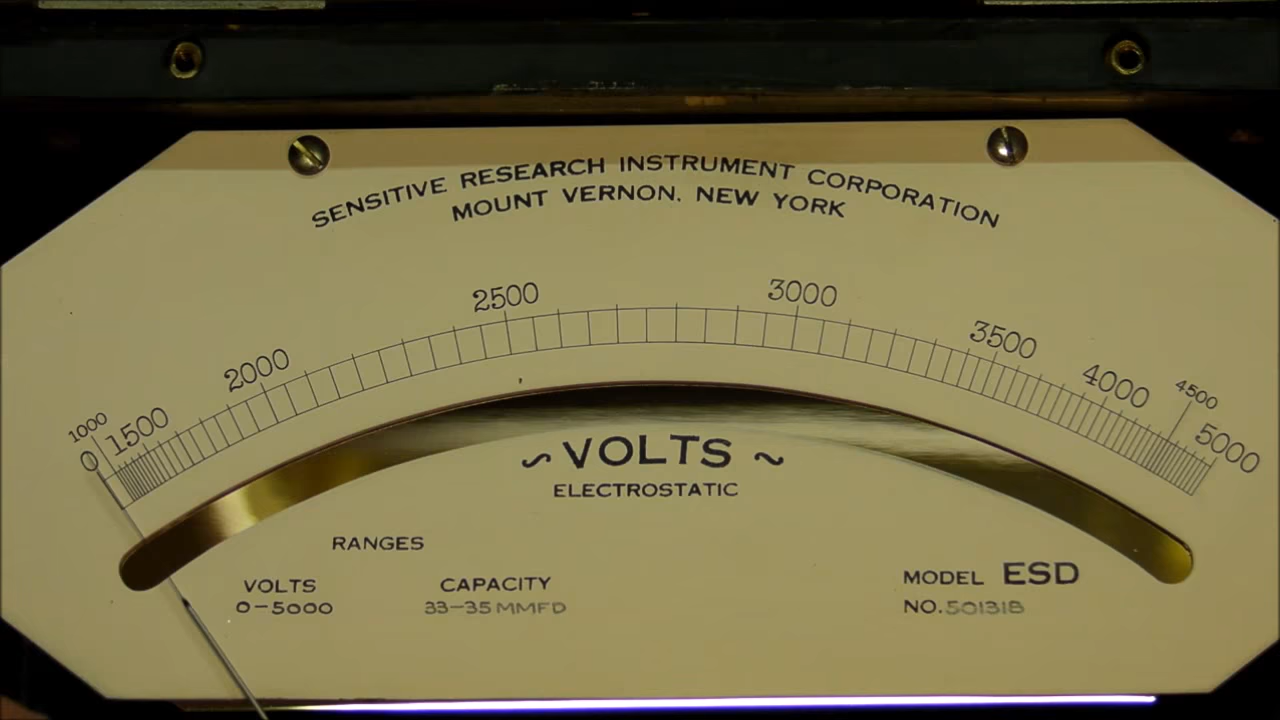 SENSITIVE RESEARCH INSTRUMENT CORPORATION
MOUNT VERNON. NEW YORK
0 1000 1500 2000 2500 3000 3500 4000 4500 5000
~ VOLTS ~
ELECTROSTATIC
RANGES
VOLTS CAPACITY
0-5000 33-35 MMFD
MODEL ESD
NO. 501318